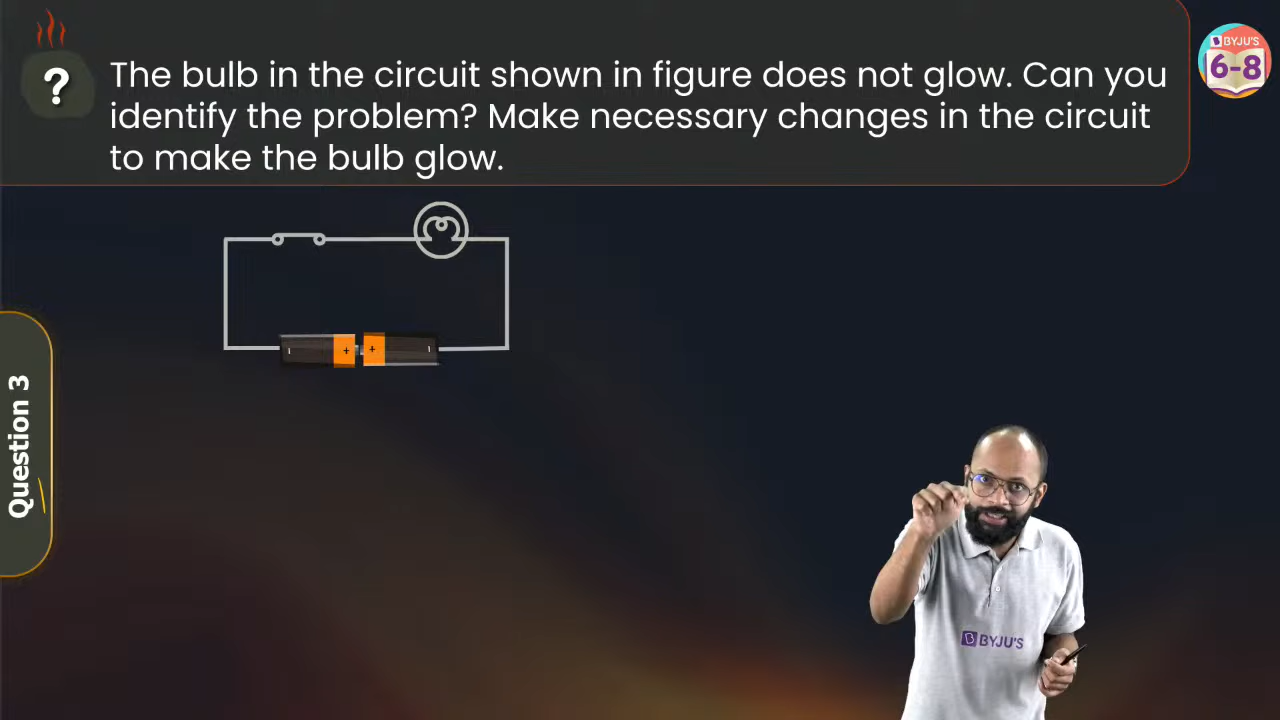 The bulb in the circuit shown in figure does not glow. Can you
identify the problem? Make necessary changes in the circuit
to make the bulb glow.
?
BYJU'S
6-8
Question 3
+ +
BYJU'S